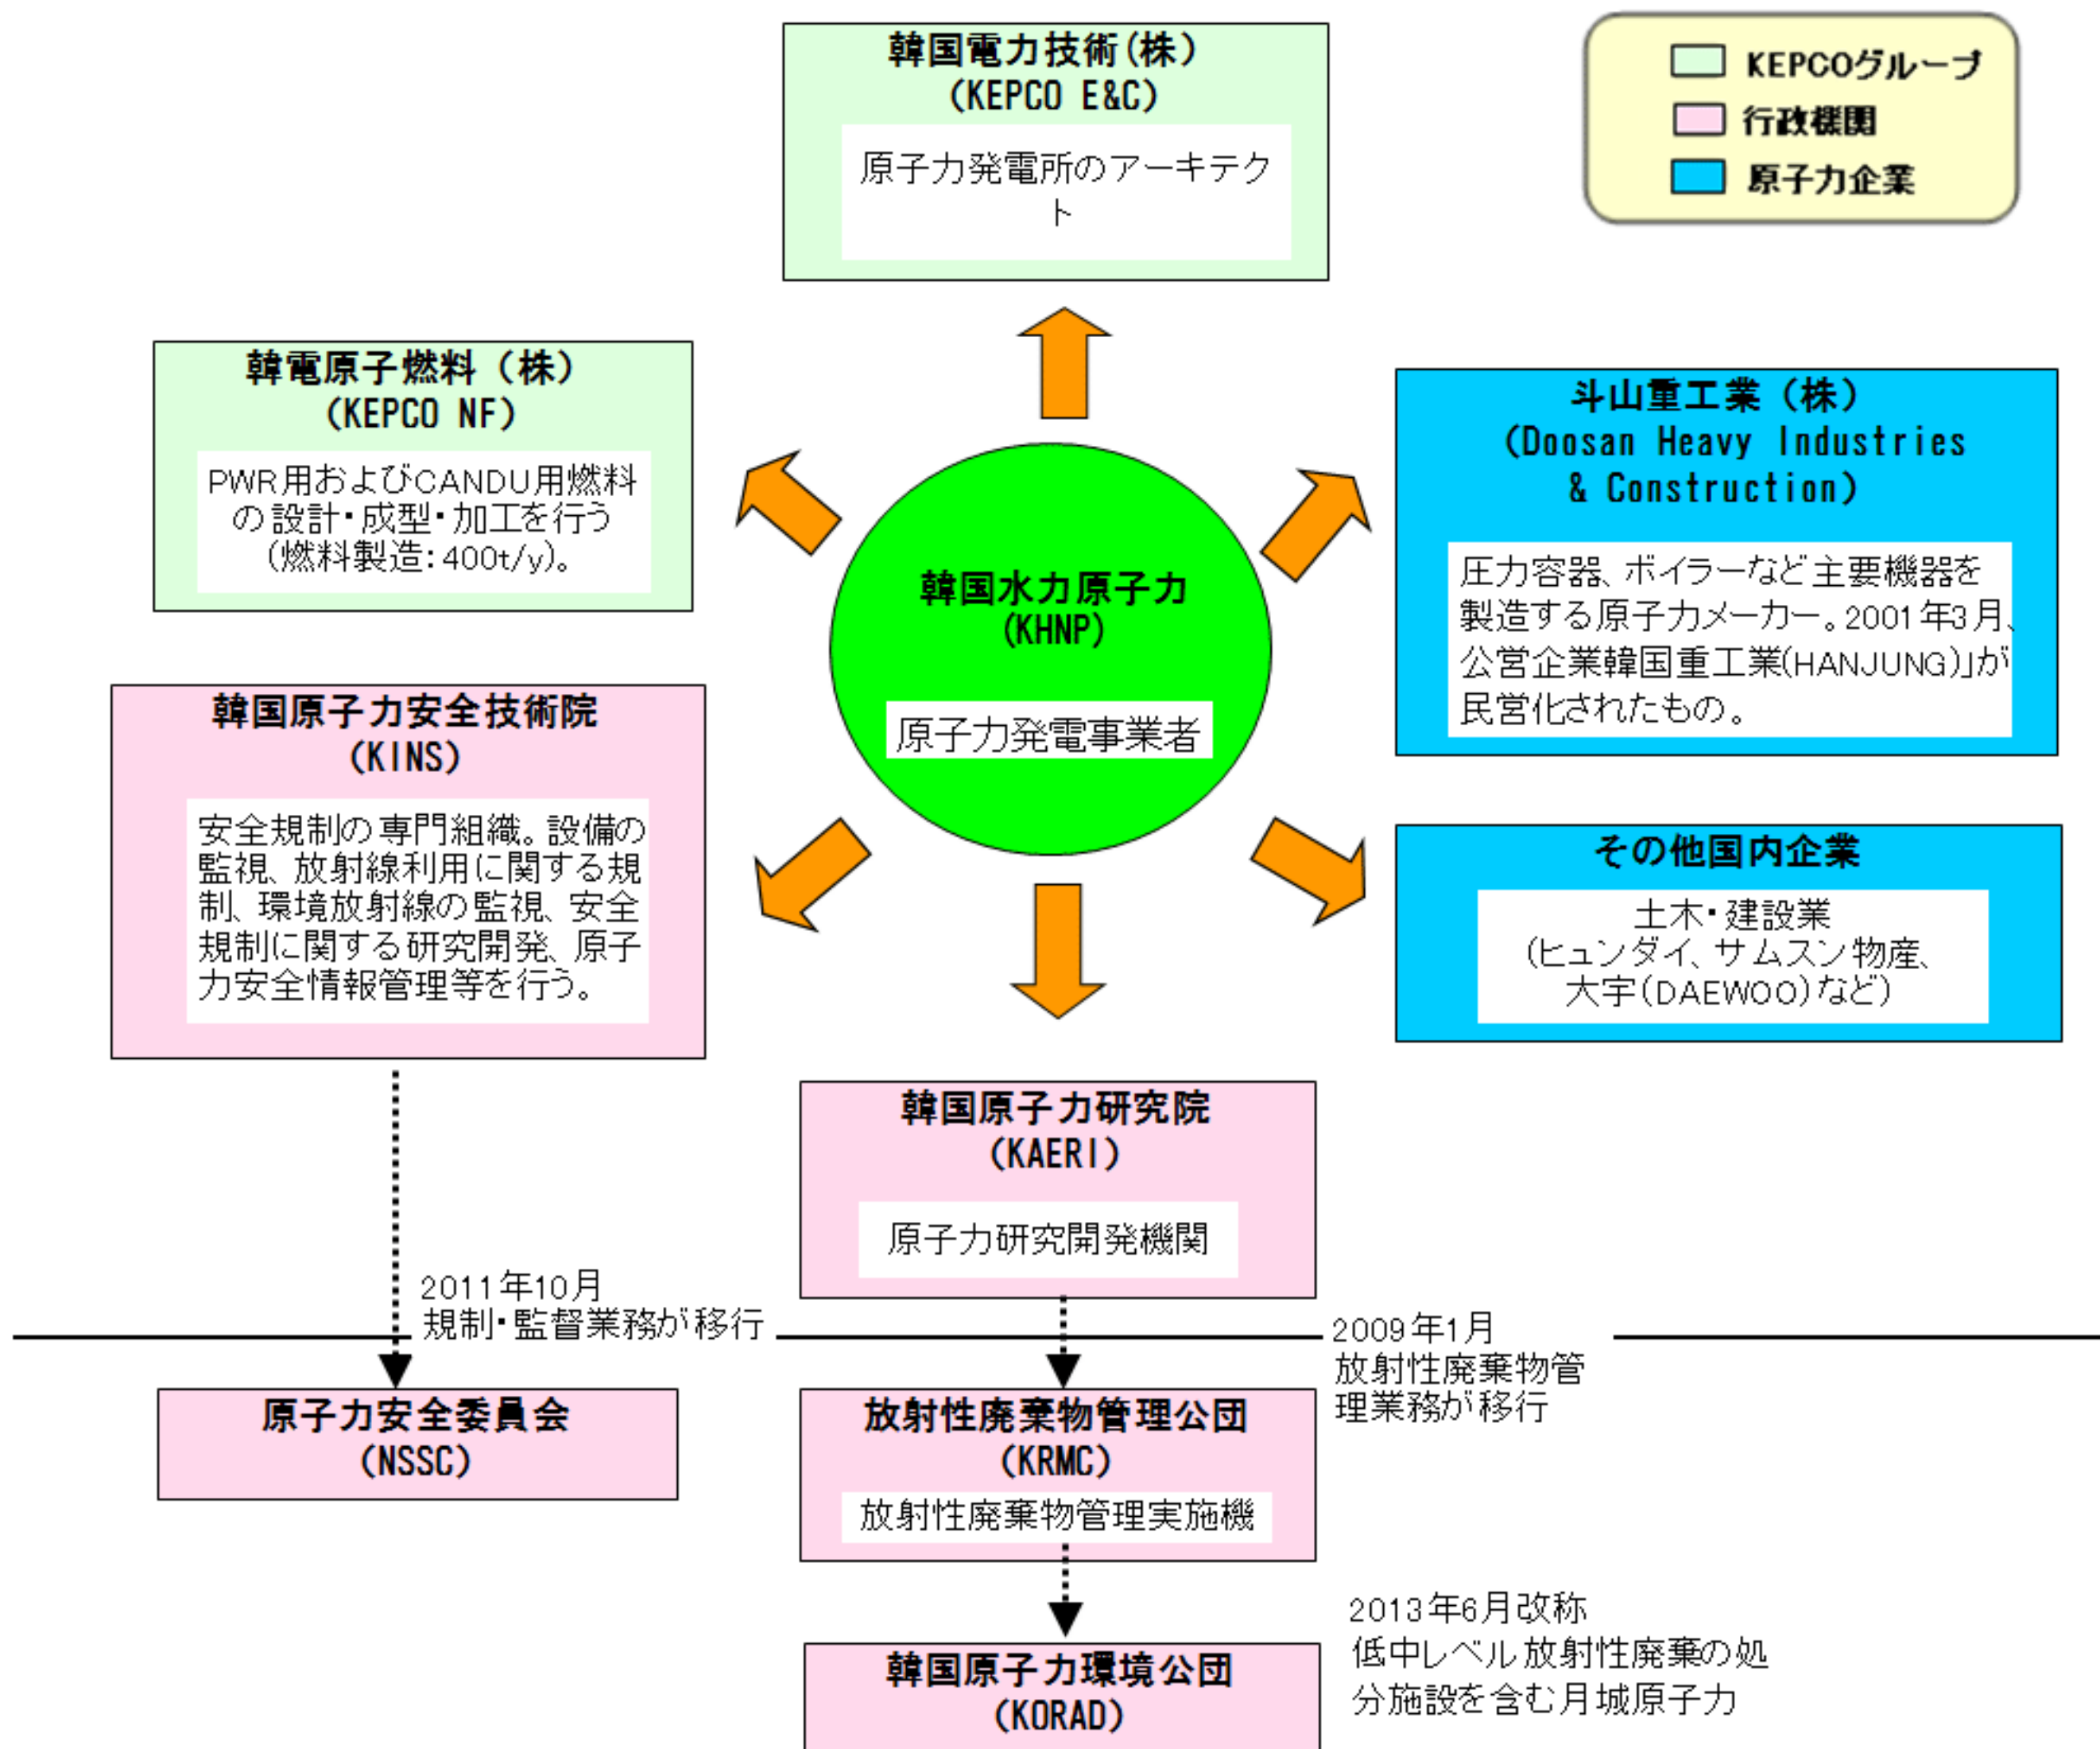 韓国電力技術(株)
(KEPCO E&C)
原子力発電所のアーキテク
ト
KEPCOグループ
行政機関
原子力企業
韓電原子燃料（株）
(KEPCO NF)
PWR用およびCANDU用燃料
の設計・成型・加工を行う
(燃料製造：400t/y)。
斗山重工業（株）
(Doosan Heavy Industries
& Construction)
圧力容器、ボイラーなど主要機器を
製造する原子力メーカー。2001年3月、
公営企業韓国重工業(HANJUNG)」が
民営化されたもの。
韓国水力原子力
(KHNP)
原子力発電事業者
韓国原子力安全技術院
(KINS)
安全規制の専門組織。設備の
監視、放射線利用に関する規
制、環境放射線の監視、安全
規制に関する研究開発、原子
力安全情報管理等を行う。
その他国内企業
土木・建設業
(ヒュンダイ、サムスン物産、
大宇(DAEWOO)など)
韓国原子力研究院
(KAERI)
原子力研究開発機関
2011年10月
規制・監督業務が移行
2009年1月
放射性廃棄物管
理業務が移行
原子力安全委員会
(NSSC)
放射性廃棄物管理公団
(KRMC)
放射性廃棄物管理実施機
2013年6月改称
低中レベル放射性廃棄の処
分施設を含む月城原子力
韓国原子力環境公団
(KORAD)